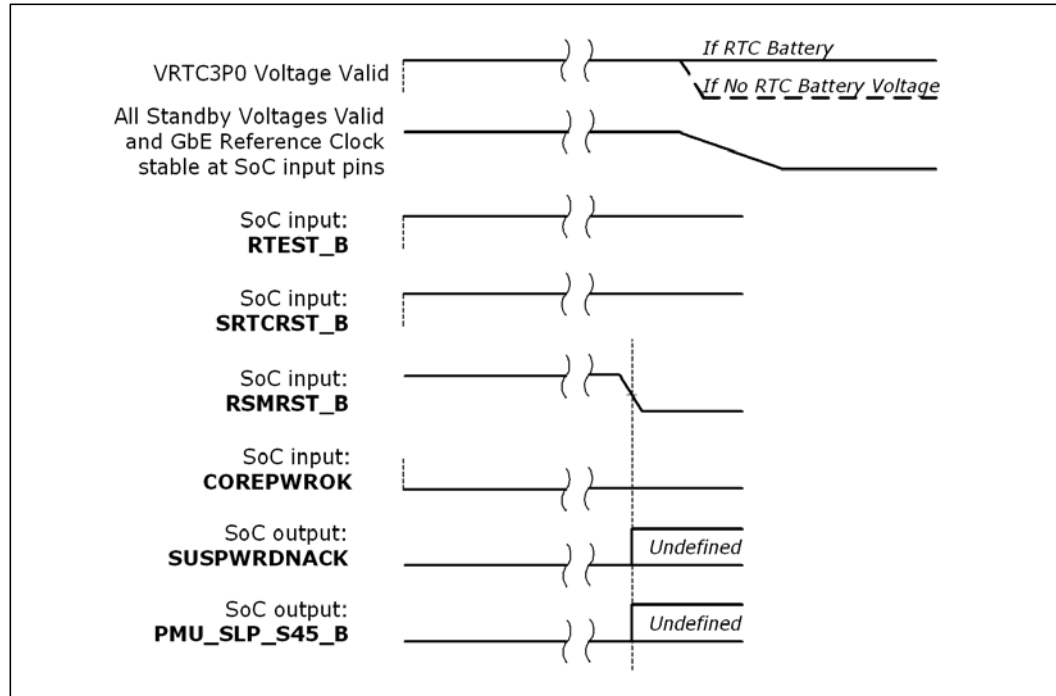 If RTC Battery
VRTC3P0 Voltage Valid
If No RTC Battery Voltage
All Standby Voltages Valid
and GbE Reference Clock
stable at SoC input pins
SoC input:
RTEST_B
SoC input:
SRTCRST_B
SoC input:
RSMRST_B
SoC input:
COREPWROK
SoC output:
SUSPWRDNACK
Undefined
SoC output:
PMU_SLP_S45_B
Undefined